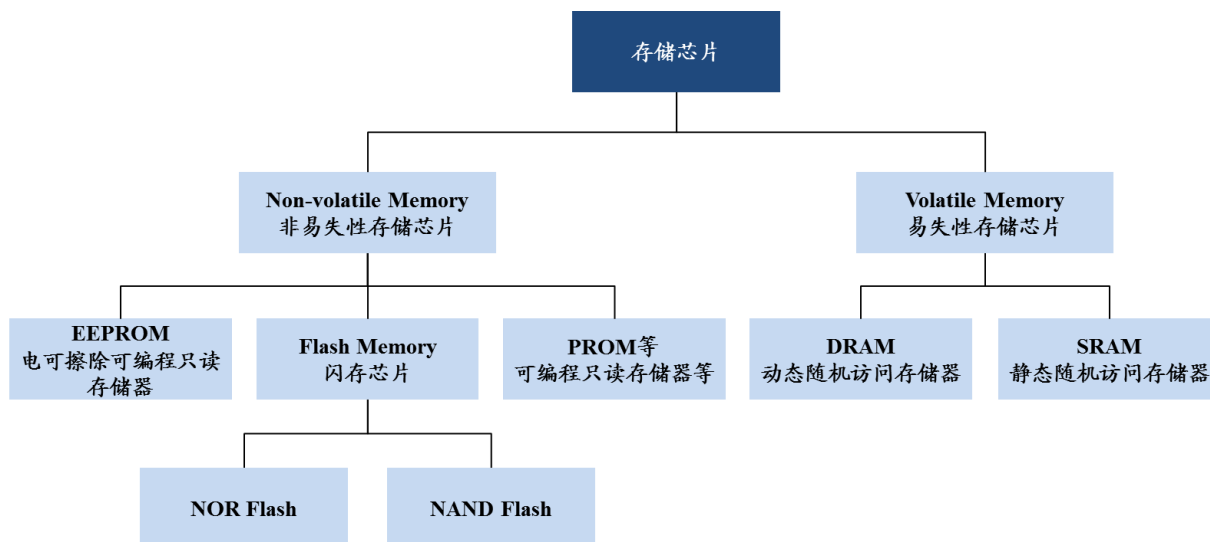 存储芯片
Non-volatile Memory
非易失性存储芯片
Volatile Memory
易失性存储芯片
EEPROM
电可擦除可编程只读
存储器
Flash Memory
闪存芯片
PROM等
可编程只读存储器等
DRAM
动态随机访问存储器
SRAM
静态随机访问存储器
NOR Flash
NAND Flash